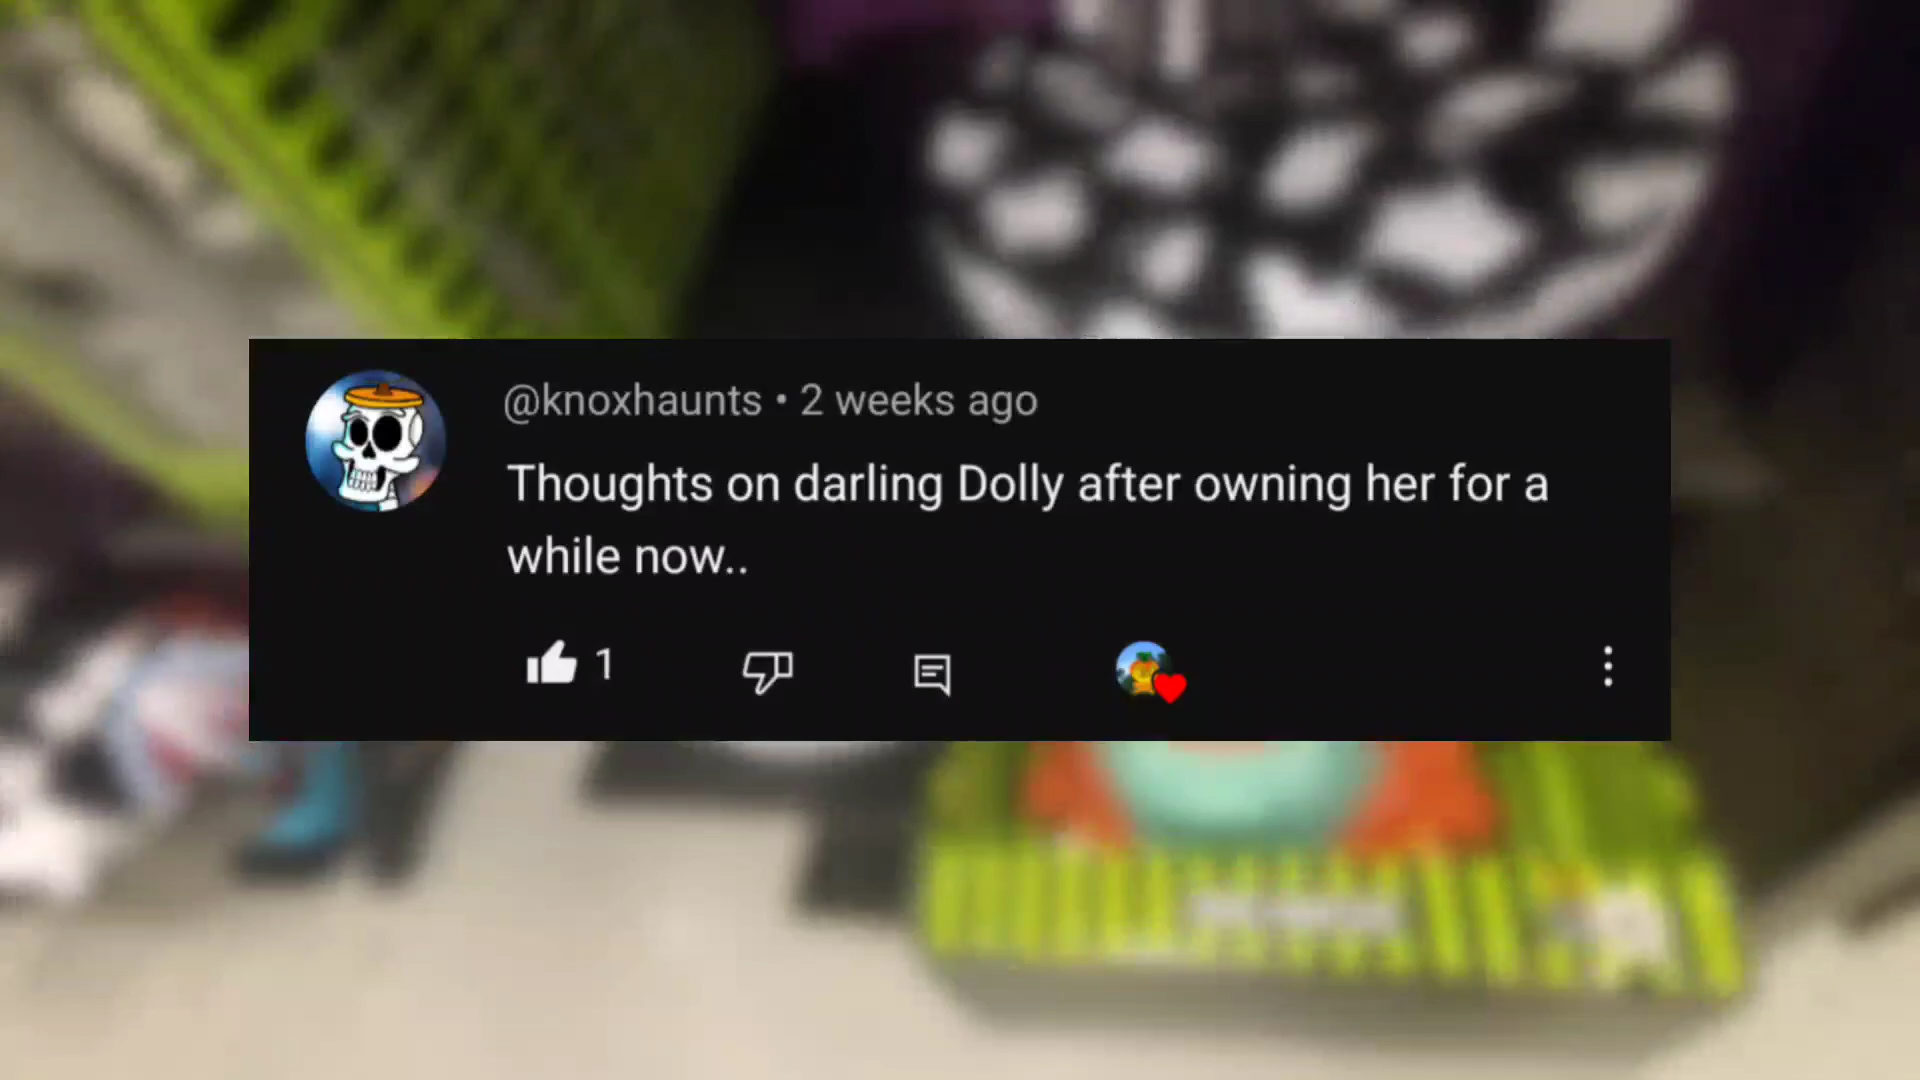 @knoxhaunts • 2 weeks ago
Thoughts on darling Dolly after owning her for a
while now..
1